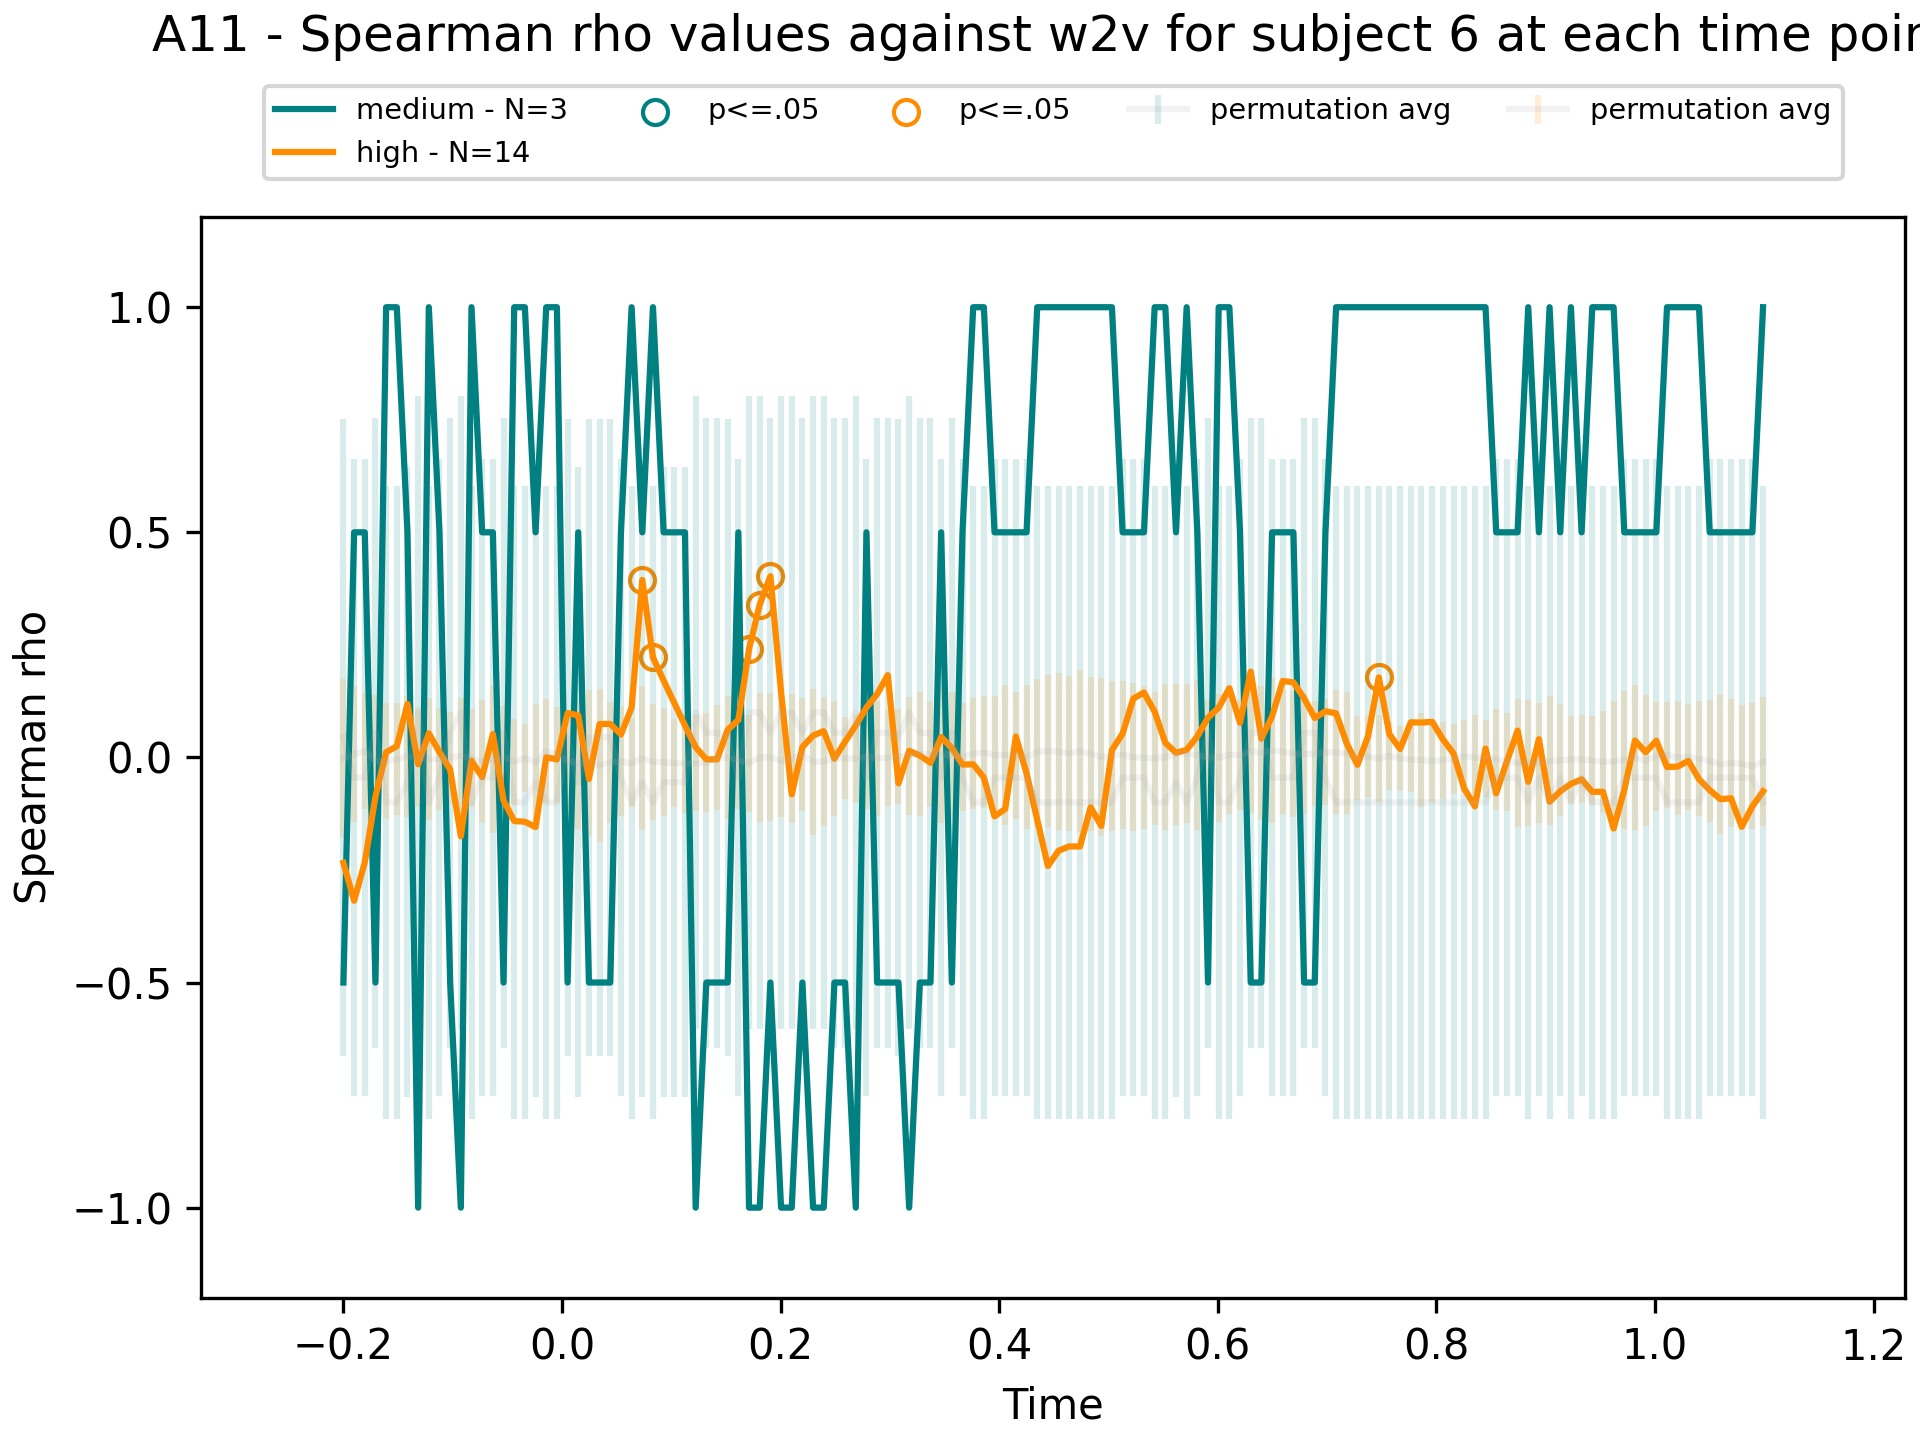 A11 - Spearman rho values against w2v for subject 6 at each time poin
medium - N=3 p<=.05 p<=.05 permutation avg permutation avg
high - N=14
1.0
0.5
0.0
−0.5
−1.0
Spearman rho
−0.2 0.0 0.2 0.4 0.6 0.8 1.0 1.2
Time